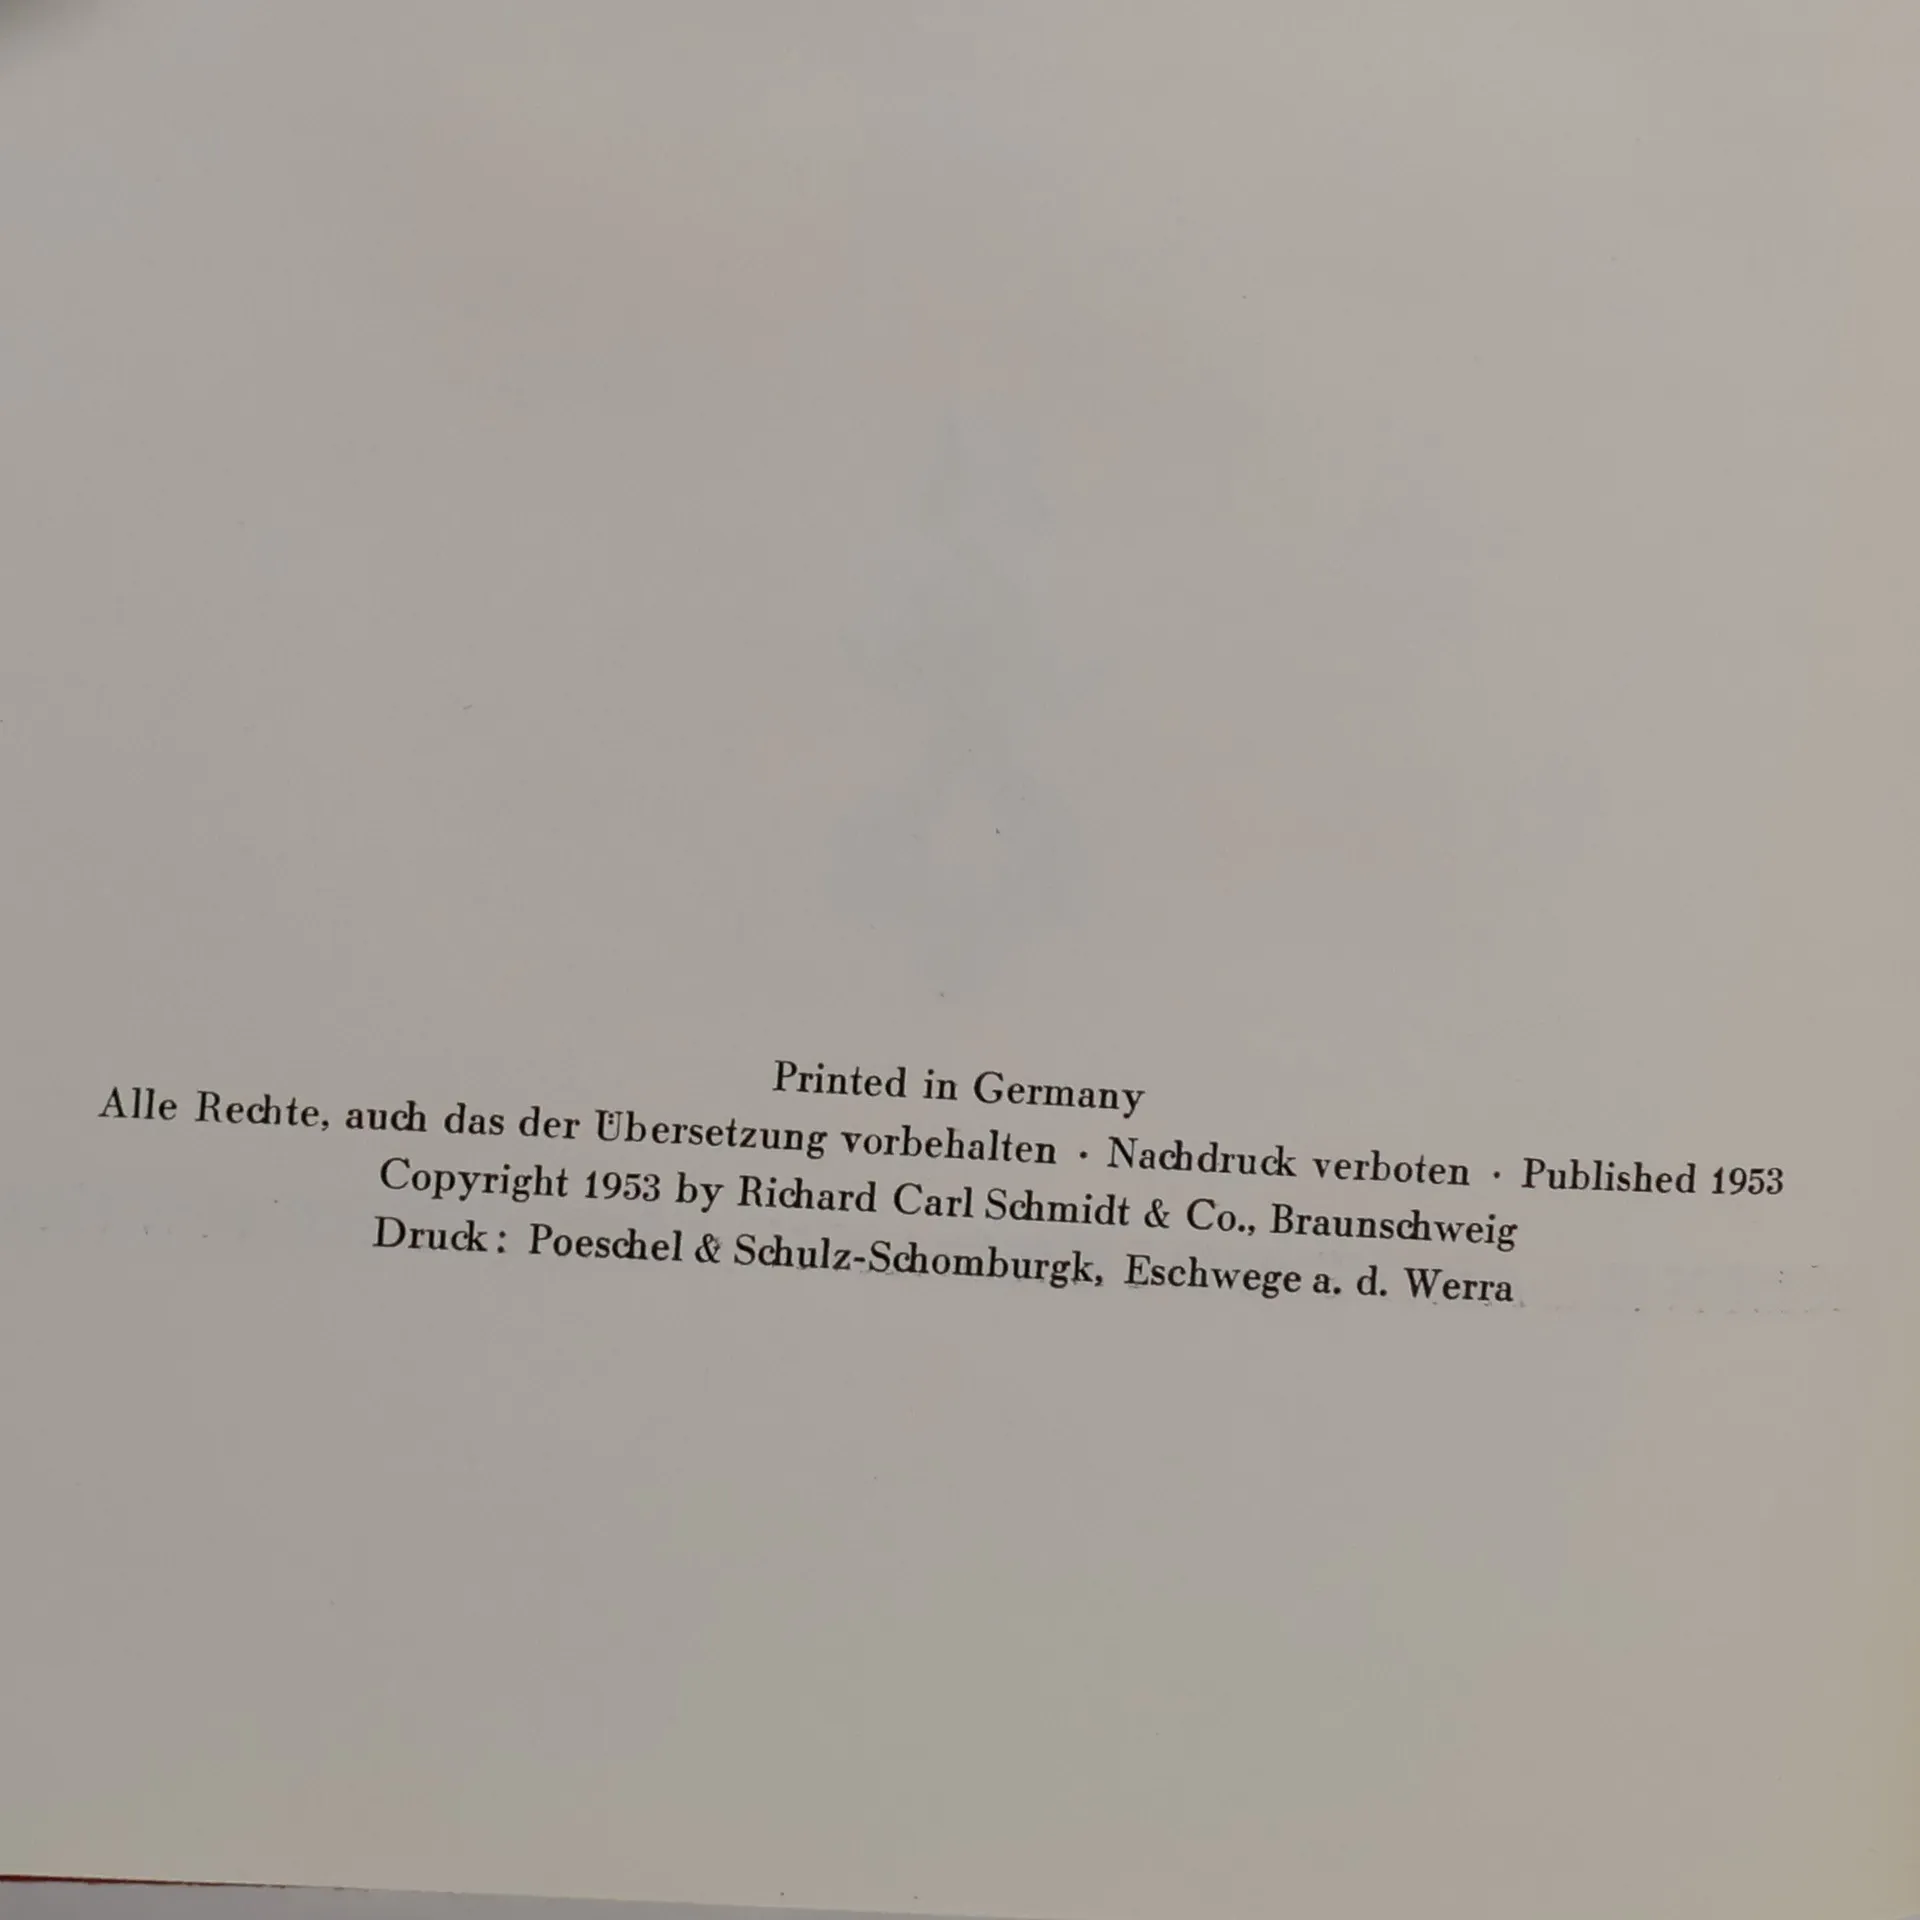 Printed in Germany
Alle Rechte, auch das der Übersetzung vorbehalten · Nachdruck verboten · Published 1953
Copyright 1953 by Richard Carl Schmidt & Co., Braunschweig
Druck: Poeschel & Schulz-Schomburgk, Eschwege a. d. Werra